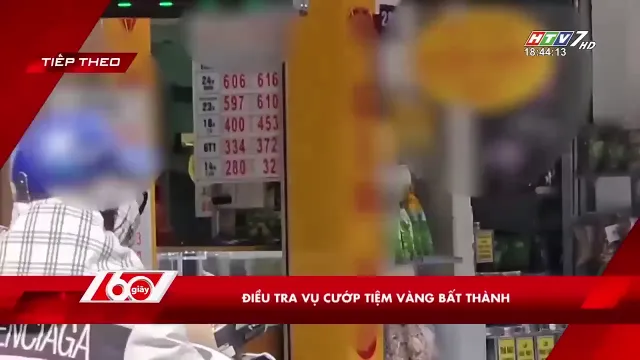 TIẾP THEO
HTV7 HD
18:44:13
24K 606 616
23K 597 610
18K 400 453
6T1 334 372
14K 280 32
60 giây
ĐIỀU TRA VỤ CƯỚP TIỆM VÀNG BẤT THÀNH
ENCIAGA